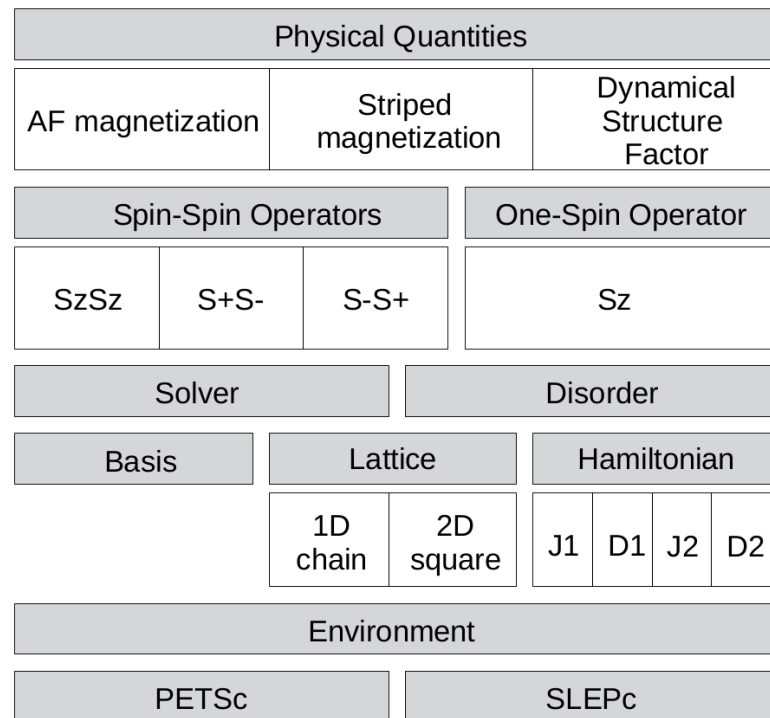 Physical Quantities
AF magnetization
Striped
magnetization
Dynamical
Structure
Factor
Spin-Spin Operators
One-Spin Operator
SzSz
S+S-
S-S+
Sz
Solver
Disorder
Basis
Lattice
Hamiltonian
1D
chain
2D
square
J1
D1
J2
D2
Environment
PETSc
SLEPc